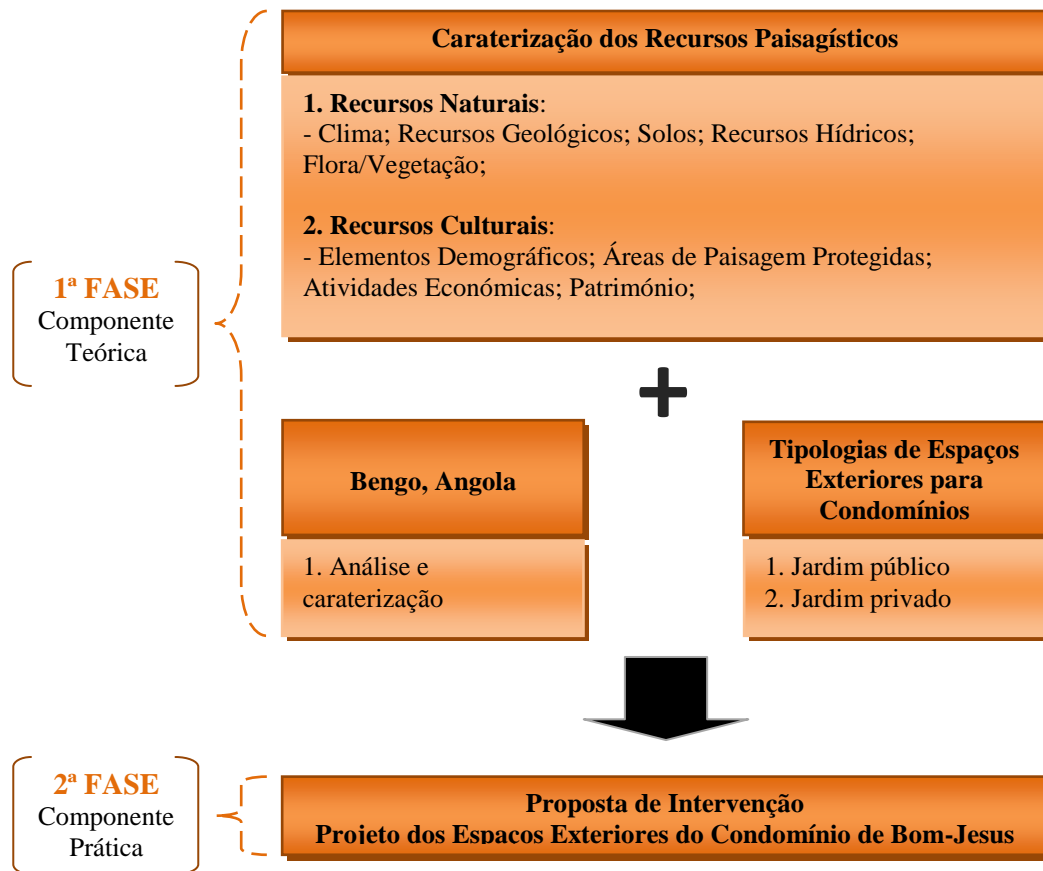 Caraterização dos Recursos Paisagísticos
1. Recursos Naturais:
- Clima; Recursos Geológicos; Solos; Recursos Hídricos;
Flora/Vegetação;
2. Recursos Culturais:
- Elementos Demográficos; Áreas de Paisagem Protegidas;
Atividades Económicas; Património;
1ª FASE
Componente
Teórica
+
Bengo, Angola
1. Análise e
caraterização
Tipologias de Espaços
Exteriores para
Condomínios
1. Jardim público
2. Jardim privado
2ª FASE
Componente
Prática
Proposta de Intervenção
Projeto dos Espaços Exteriores do Condomínio de Bom-Jesus